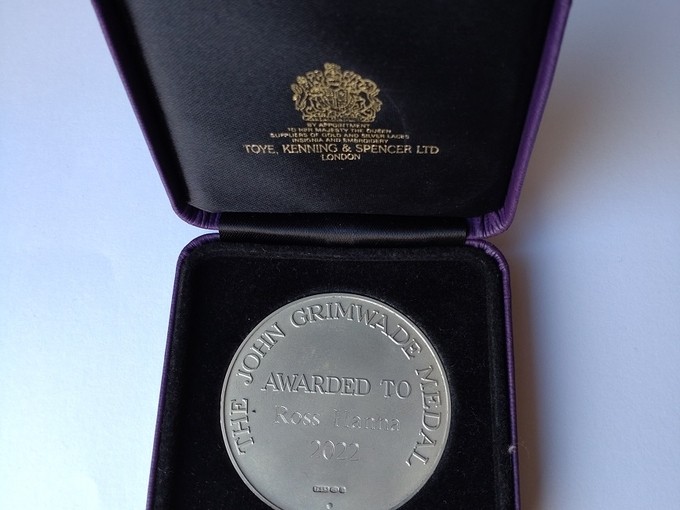 BY APPOINTMENT
TO HER MAJESTY THE QUEEN
SUPPLIERS OF GOLD AND SILVER LACES
INSIGNIA AND EMBROIDERY
TOYE, KENNING & SPENCER LTD
LONDON
THE JOHN GRIMWADE MEDAL
AWARDED TO
Ross Hanna
2022